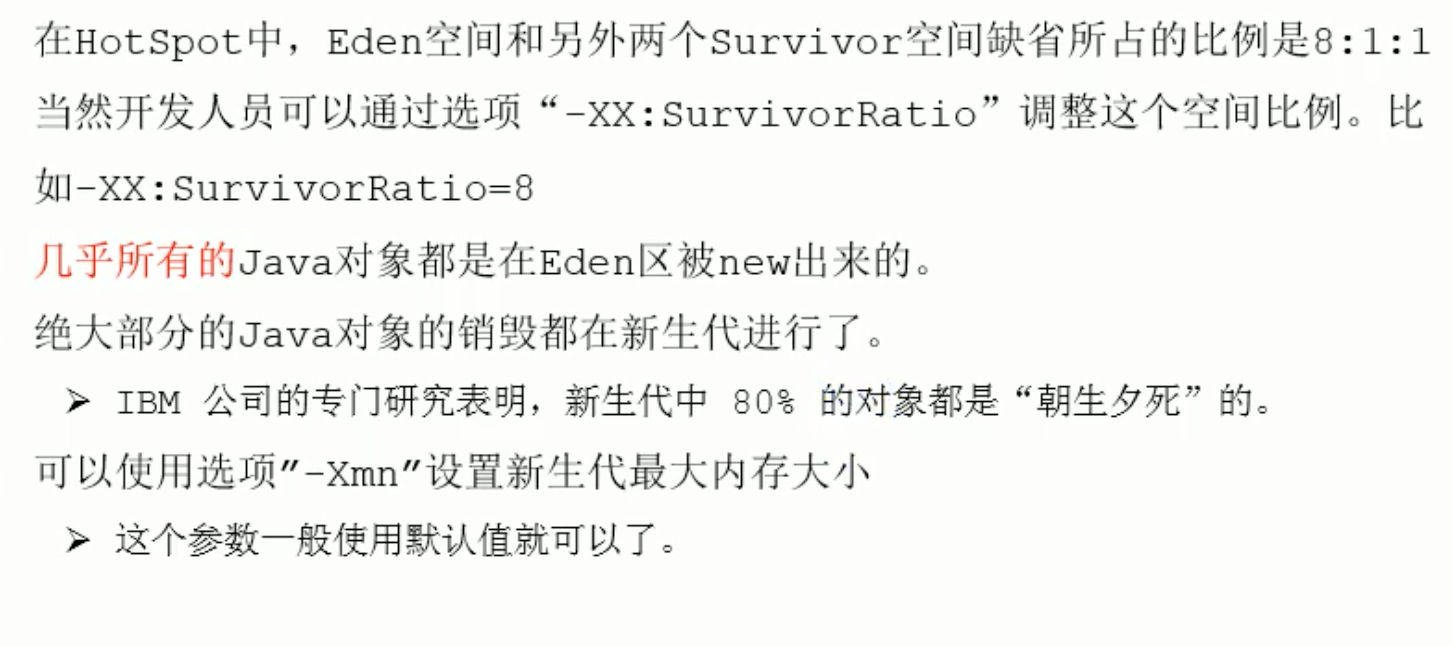 在HotSpot中，Eden空间和另外两个Survivor空间缺省所占的比例是8:1:1
当然开发人员可以通过选项“-XX:SurvivorRatio”调整这个空间比例。比
如-XX:SurvivorRatio=8
几乎所有的Java对象都是在Eden区被new出来的。
绝大部分的Java对象的销毁都在新生代进行了。
➢ IBM 公司的专门研究表明，新生代中 80% 的对象都是“朝生夕死”的。
可以使用选项"-Xmn"设置新生代最大内存大小
➢ 这个参数一般使用默认值就可以了。